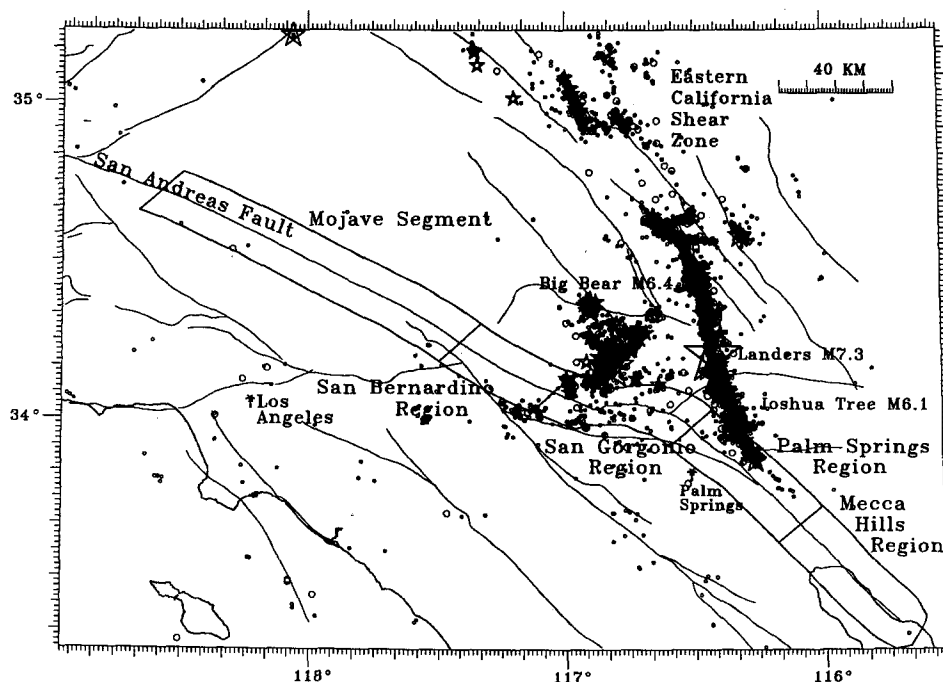 40 KM
Eastern
California
Shear
Zone
35°
San Andreas Fault
Mojave Segment
Big Bear M6.4
Landers M7.3
San Bernardino
Region
Los
Angeles
34°
Joshua Tree M6.1
San Gorgonio
Region
Palm Springs
Region
Palm
Springs
Mecca
Hills
Region
118°
117°
116°